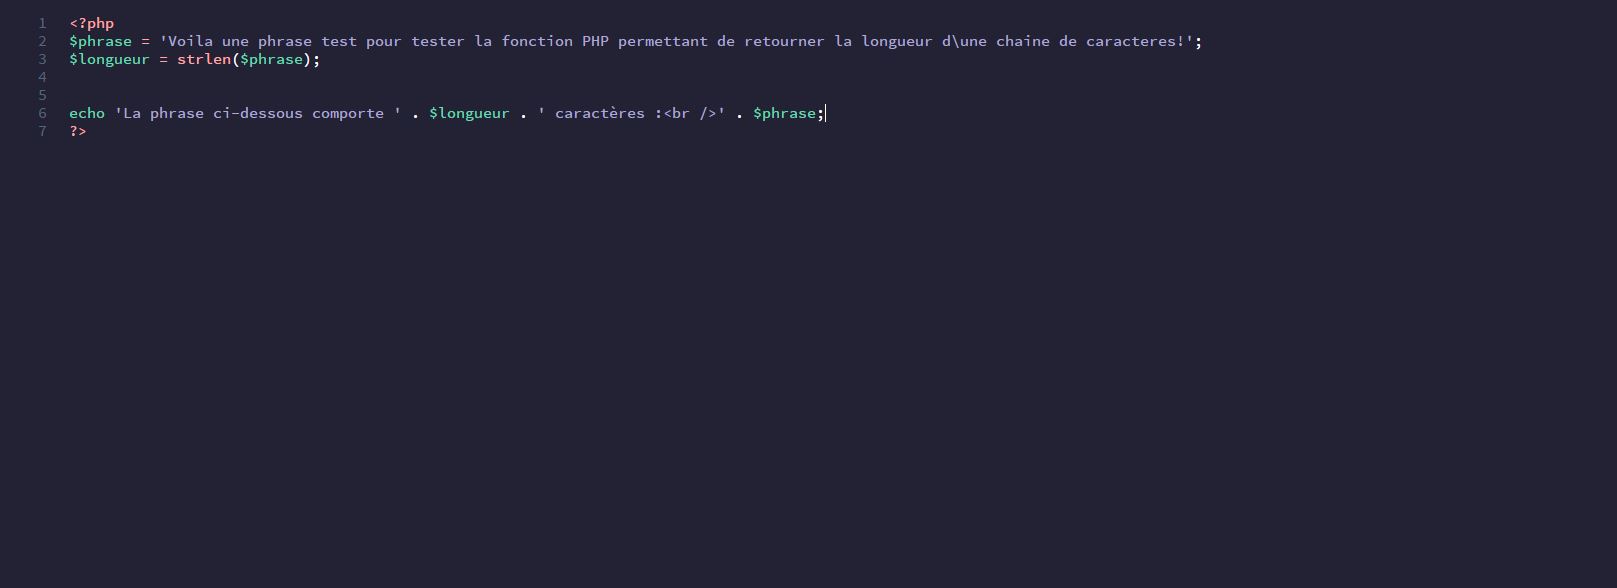 1 <?php
2 $phrase = 'Voila une phrase test pour tester la fonction PHP permettant de retourner la longueur d\une chaine de caracteres!';
3 $longueur = strlen($phrase);
4
5
6 echo 'La phrase ci-dessous comporte ' . $longueur . ' caractères :<br />' . $phrase;
7 ?>